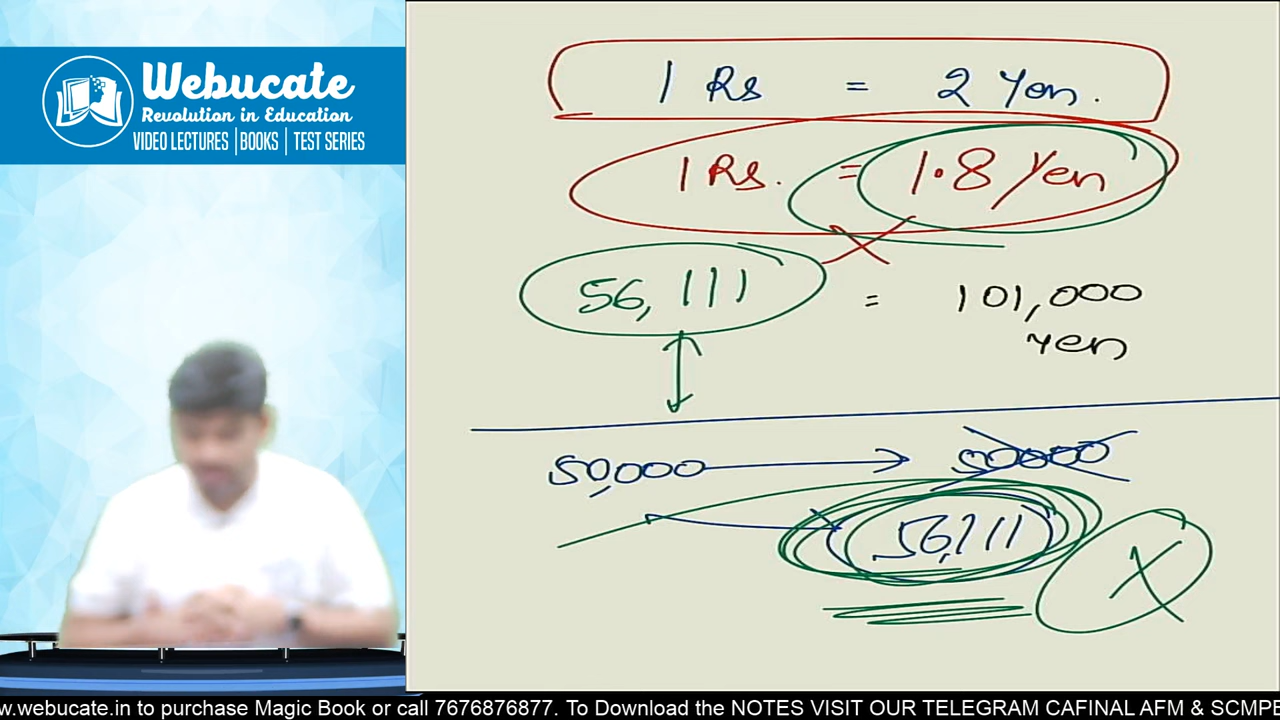 Webucate
Revolution in Education
VIDEO LECTURES | BOOKS | TEST SERIES
1 Rs = 2 Yen.
1 Rs. = 1.8 Yen
56,111 = 101,000
yen
50,000 50000
56,111
X
w.webucate.in to purchase Magic Book or call 7676876877. To Download the NOTES VISIT OUR TELEGRAM CAFINAL AFM & SCMPE